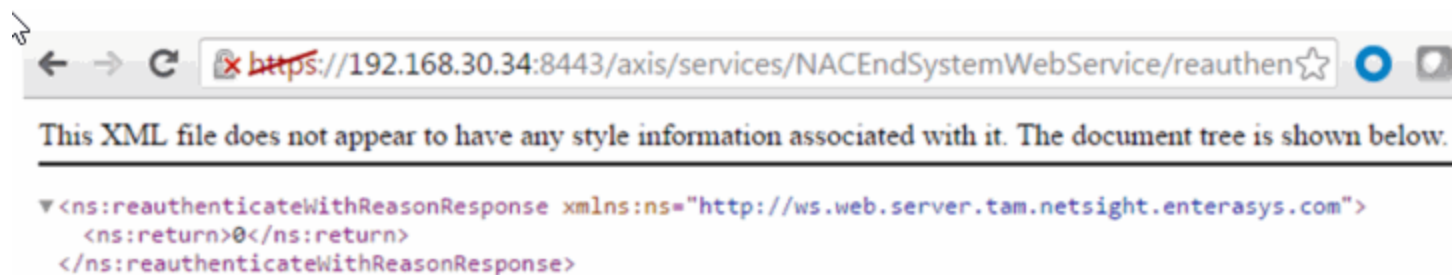 https://192.168.30.34:8443/axis/services/NACEndSystemWebService/reauthen
This XML file does not appear to have any style information associated with it. The document tree is shown below.
▼<ns:reauthenticateWithReasonResponse xmlns:ns="http://ws.web.server.tam.netsight.enterasys.com">
<ns:return>0</ns:return>
</ns:reauthenticateWithReasonResponse>